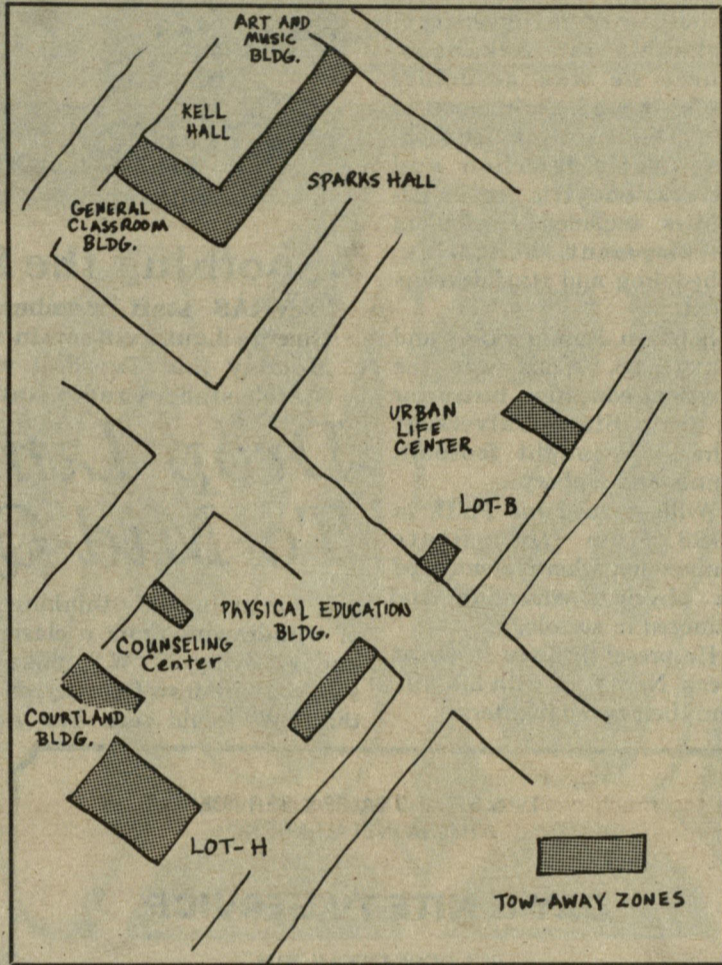 ART AND
MUSIC
BLDG.
KELL
HALL
SPARKS HALL
GENERAL
CLASSROOM
BLDG.
URBAN
LIFE
CENTER
LOT-B
PHYSICAL EDUCATION
BLDG.
COUNSELING
Center
COURTLAND
BLDG.
LOT-H
TOW-AWAY ZONES